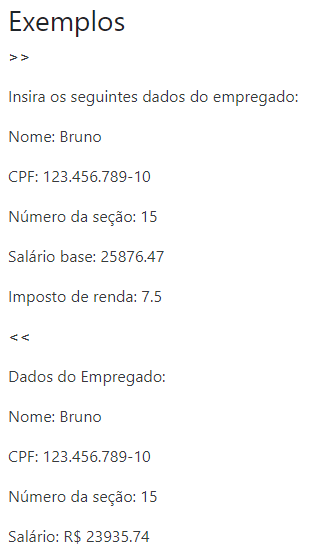 Exemplos
>>
Insira os seguintes dados do empregado:
Nome: Bruno
CPF: 123.456.789-10
Número da seção: 15
Salário base: 25876.47
Imposto de renda: 7.5
<<
Dados do Empregado:
Nome: Bruno
CPF: 123.456.789-10
Número da seção: 15
Salário: R$ 23935.74